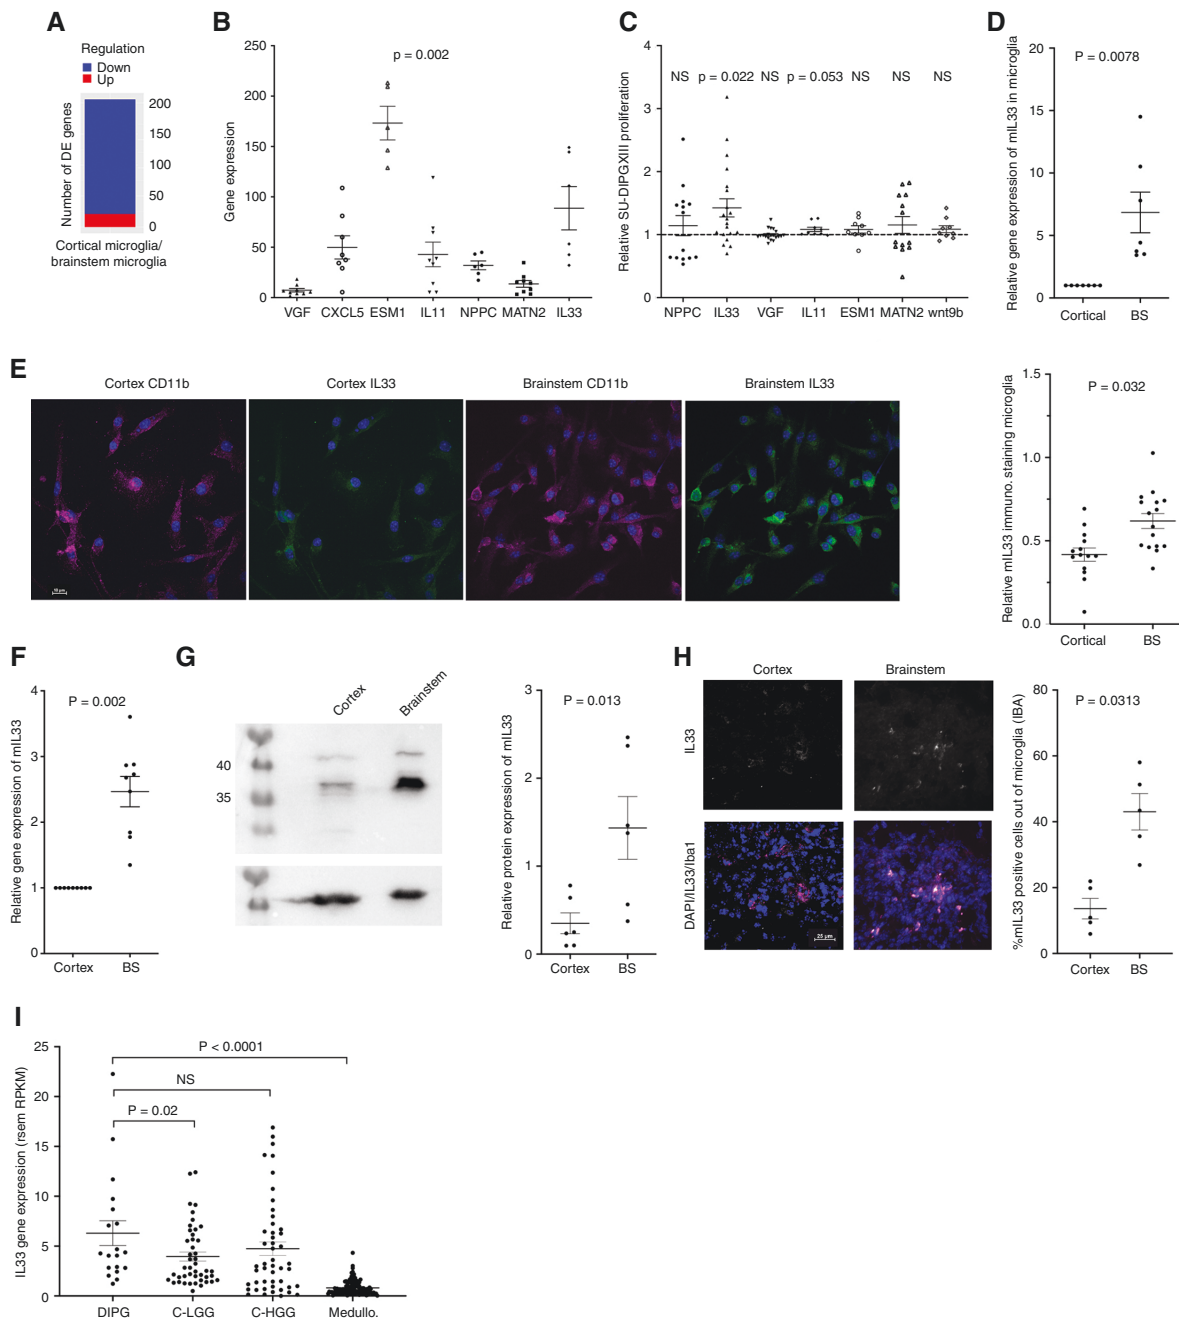 A
Regulation
Down
Up
Number of DE genes
200
150
100
50
0
Cortical microglia/
brainstem microglia
B
Gene expression
250
200
150
100
50
0
p = 0.002
VGF CXCL5 ESM1 IL11 NPPC MATN2 IL33
C
Relative SU-DIPGXIII proliferation
4
3
2
1
0
NS p = 0.022 NS p = 0.053 NS NS NS
NPPC IL33 VGF IL11 ESM1 MATN2 wnt9b
D
Relative gene expression of mIL33 in microglia
20
15
10
5
0
P = 0.0078
Cortical BS
E
Cortex CD11b
Cortex IL33
Brainstem CD11b
Brainstem IL33
Relative mIL33 immuno. staining microglia
1.5
1.0
0.5
0.0
P = 0.032
Cortical BS
F
Relative gene expression of mIL33
4
3
2
1
0
P = 0.002
Cortex BS
G
Cortex
Brainstem
40
35
Relative protein expression of mIL33
3
2
1
0
P = 0.013
Cortex BS
H
Cortex
Brainstem
IL33
DAPI/IL33/Iba1
25 µm
%mIL33 positive cells out of microglia (IBA)
80
60
40
20
0
P = 0.0313
Cortex BS
I
IL33 gene expression (rsem RPKM)
25
20
15
10
5
0
P < 0.0001
NS
P = 0.02
DIPG C-LGG C-HGG Medullo.